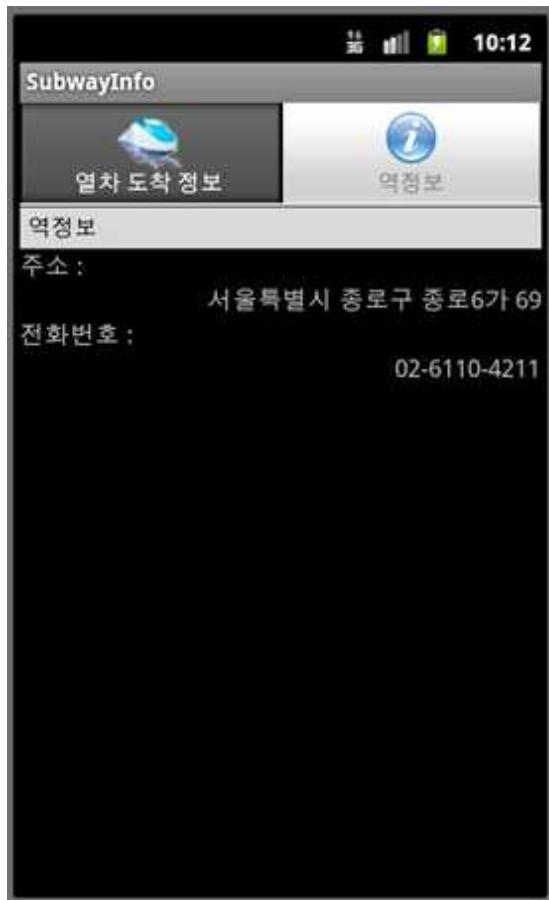 3G
10:12
SubwayInfo
열차 도착 정보
역정보
역정보
주소 :
서울특별시 종로구 종로6가 69
전화번호 :
02-6110-4211